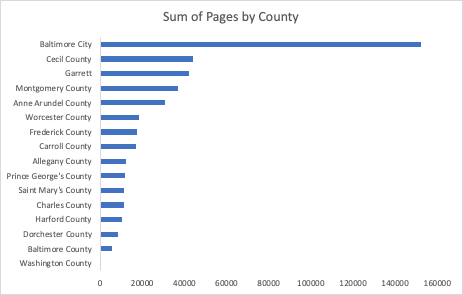 Sum of Pages by County
Baltimore City
Cecil County
Garrett
Montgomery County
Anne Arundel County
Worcester County
Frederick County
Carroll County
Allegany County
Prince George's County
Saint Mary's County
Charles County
Harford County
Dorchester County
Baltimore County
Washington County
0 20000 40000 60000 80000 100000 120000 140000 160000